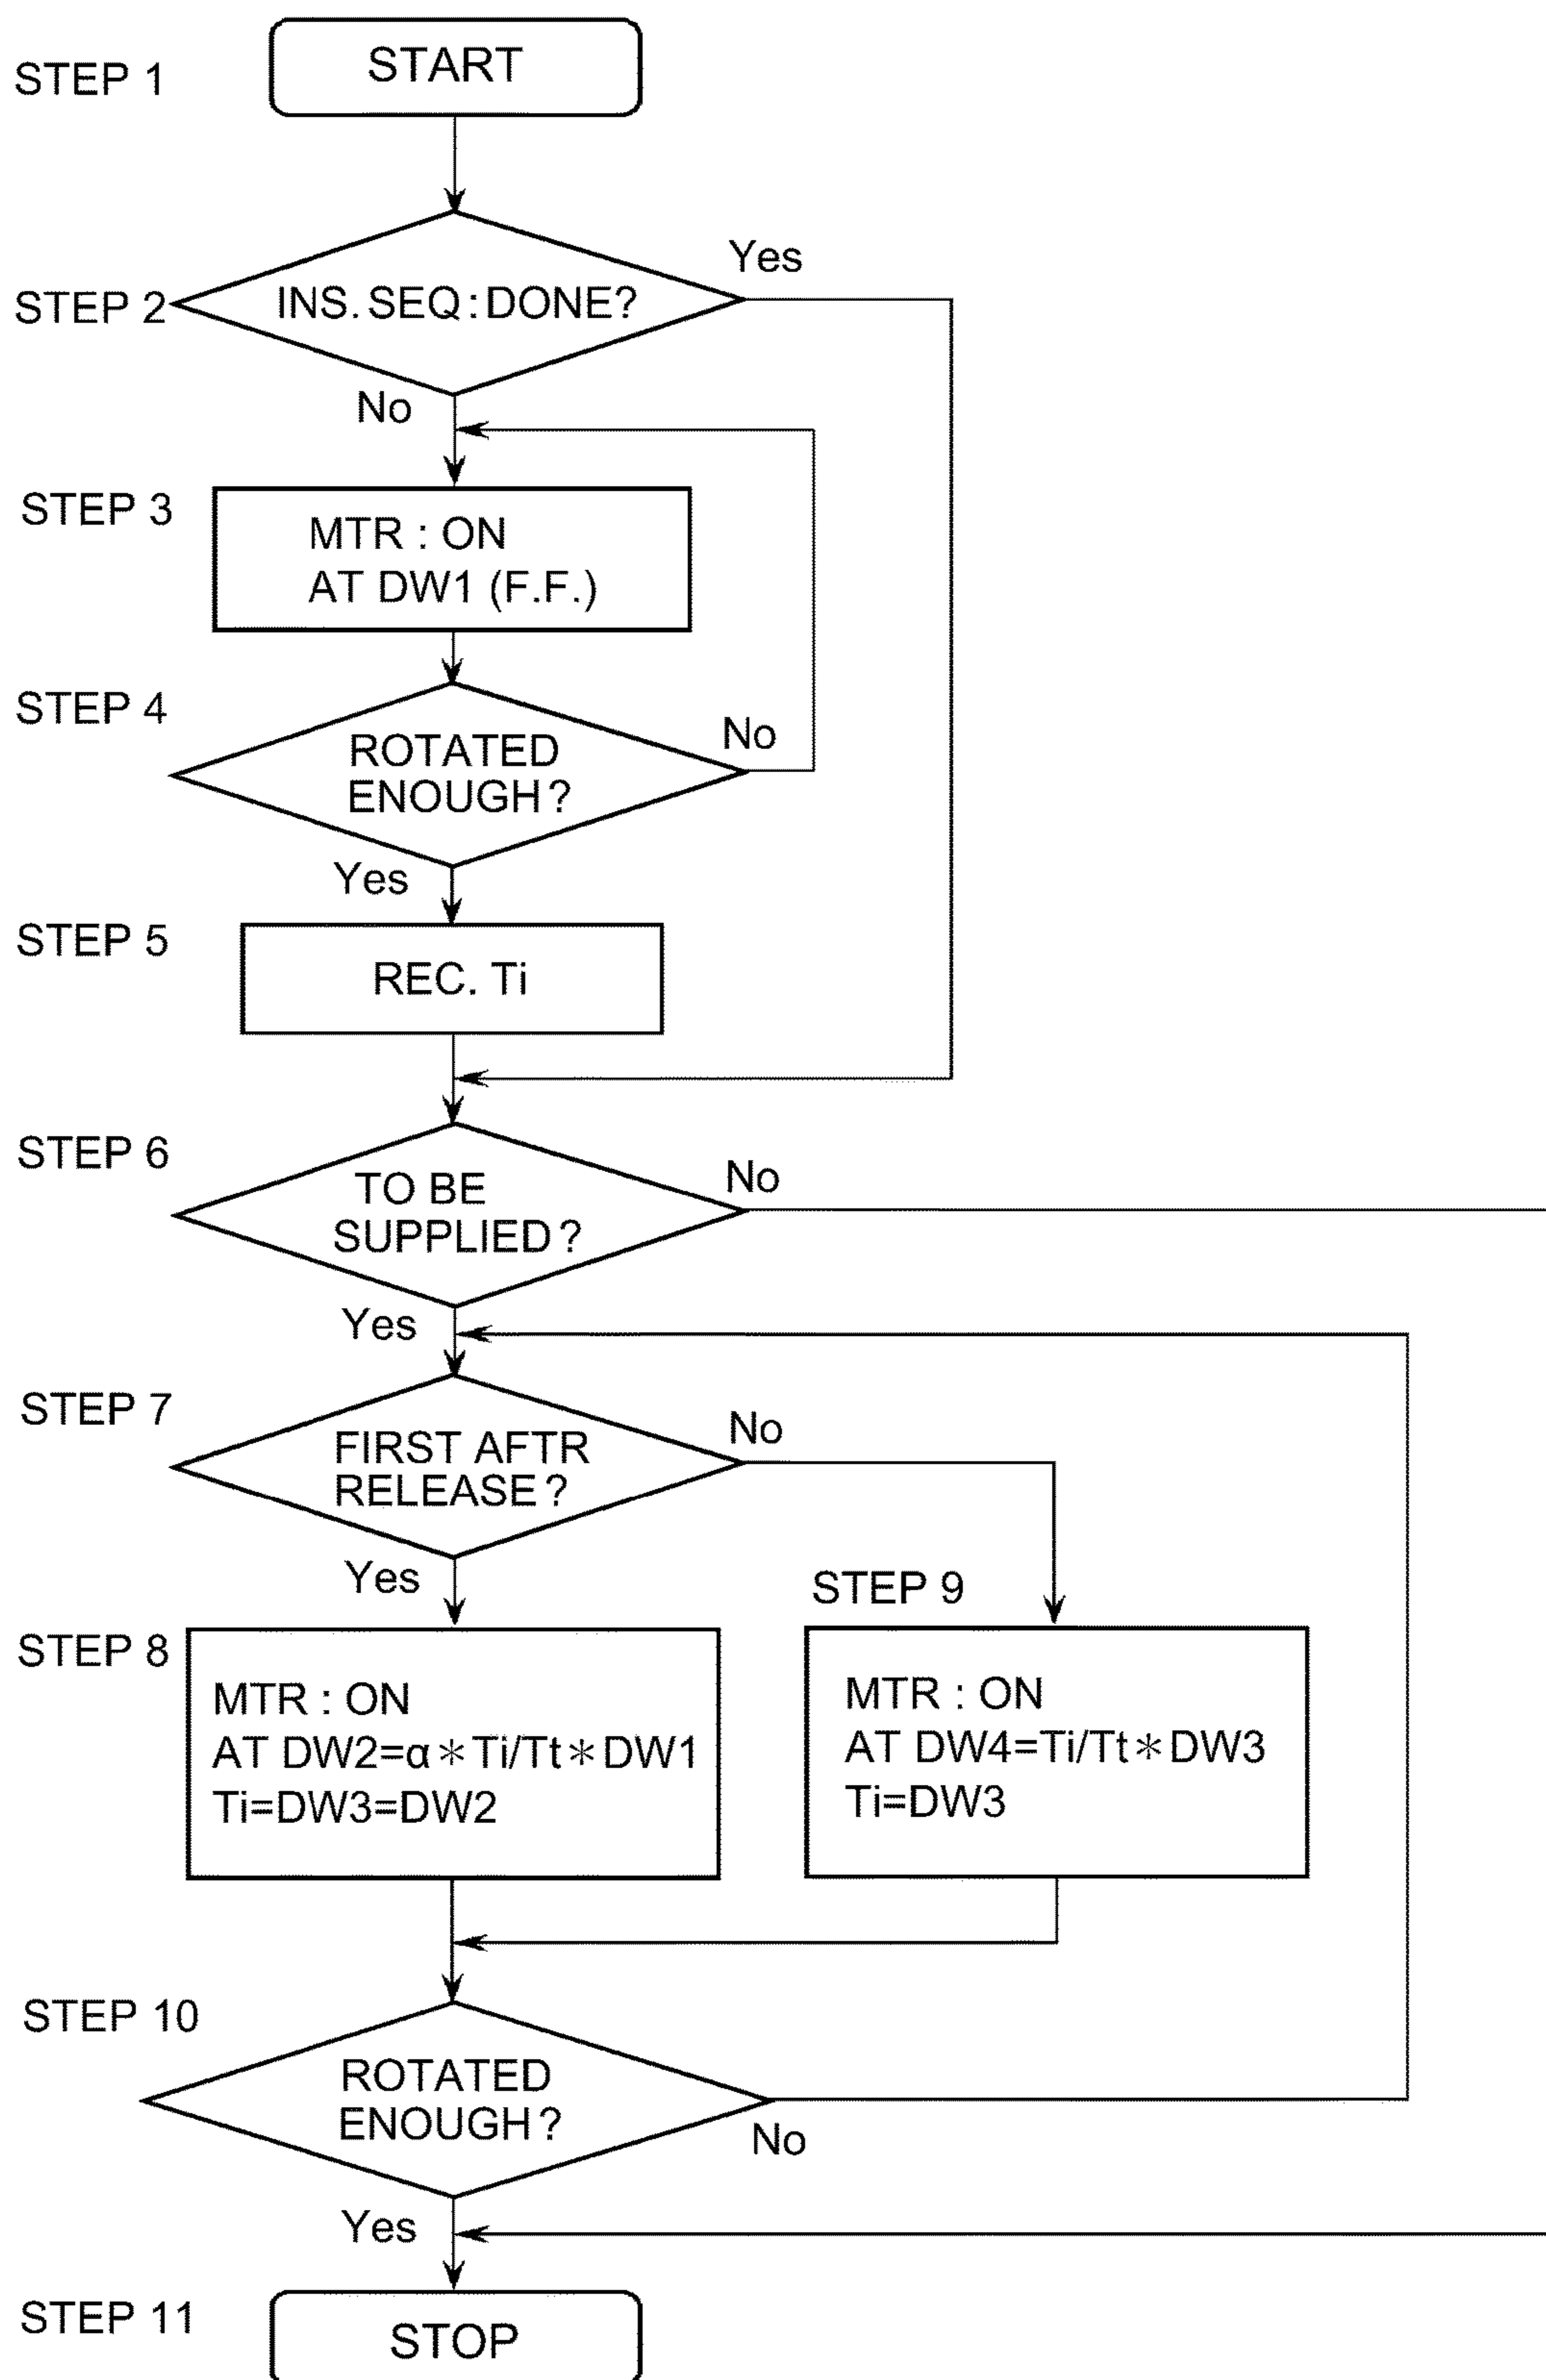 STEP 1
START
STEP 2
INS. SEQ : DONE?
Yes
No
STEP 3
MTR : ON
AT DW1 (F.F.)
STEP 4
ROTATED
ENOUGH?
No
Yes
STEP 5
REC. Ti
STEP 6
TO BE
SUPPLIED?
No
Yes
STEP 7
FIRST AFTR
RELEASE?
No
Yes
STEP 8
MTR : ON
AT DW2=α＊Ti/Tt＊DW1
Ti=DW3=DW2
STEP 9
MTR : ON
AT DW4=Ti/Tt＊DW3
Ti=DW3
STEP 10
ROTATED
ENOUGH?
No
Yes
STEP 11
STOP